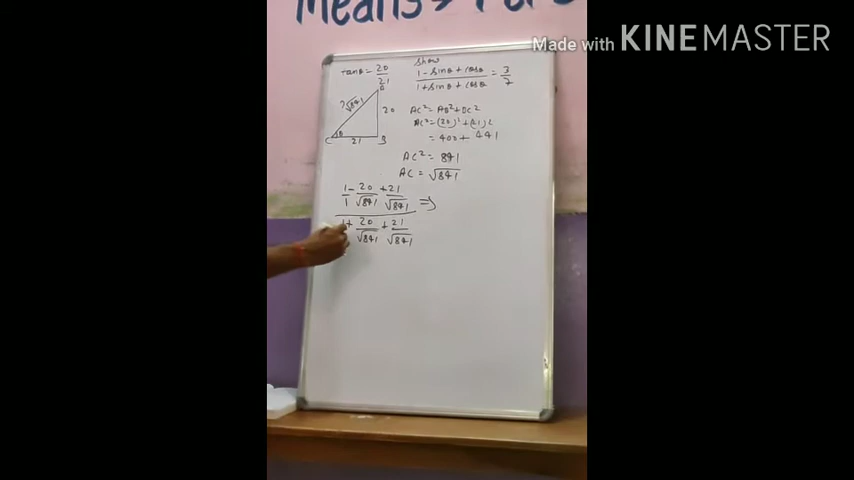 Means →
Made with KINEMASTER
tanθ = 20/21
Show
1 - sinθ + cosθ / 1 + sinθ + cosθ = 3/7
A
? √841
20
C θ 21 B
AC² = AB² + BC²
AC² = (20)² + (21)²
= 400 + 441
AC² = 841
AC = √841
1/1 - 20/√841 + 21/√841 ⇒
1 + 20/√841 + 21/√841